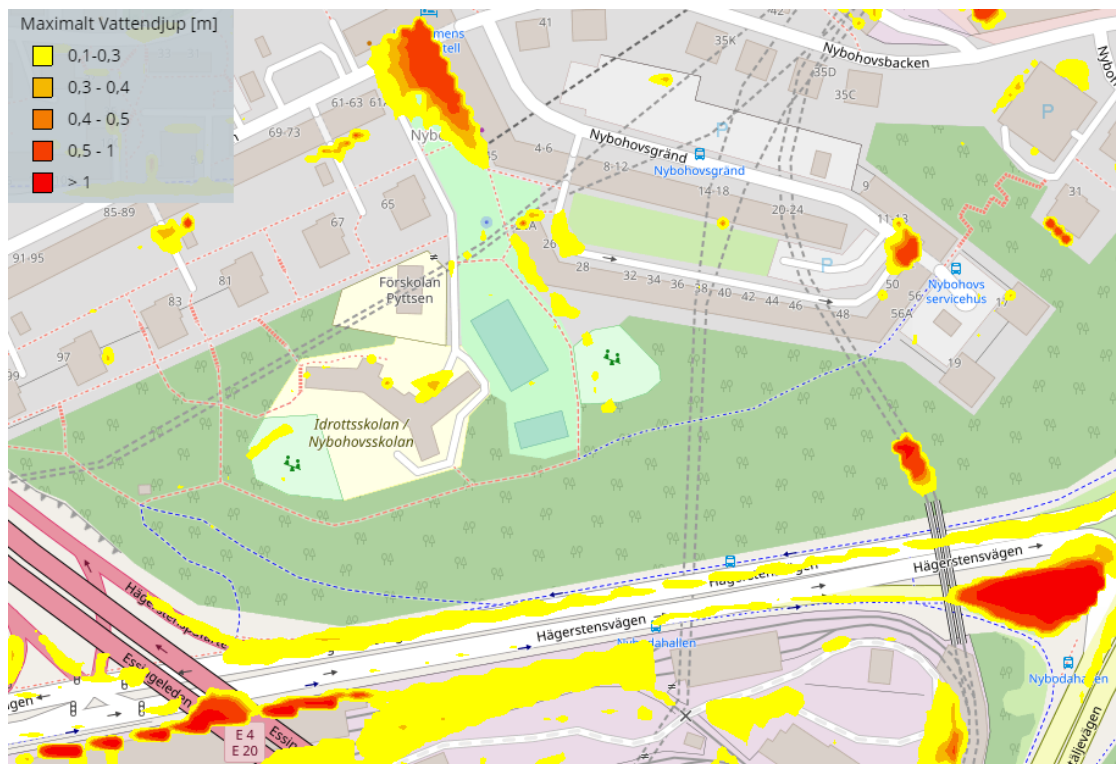 Maximalt Vattendjup [m]
0,1-0,3
0,3 - 0,4
0,4 - 0,5
0,5 - 1
> 1
41
42
35K
35D
35C
Nybohovsbacken
61-63
69-73
4-6
8-12
Nybohovsgränd
Nybohovsgränd
14-18
20-24
9
11-13
P
P
P
31
85-89
91-95
67
65
81
83
97
99
26
28
32
34
36
38
40
42
44
46
48
50
56
56A
17
19
Nybohovs
servicehus
Förskolan
Pyttsen
Idrottsskolan /
Nybohovsskolan
Hägerstensvägen
Hägerstensvägen
Hägerstensvägen
Nybodahallen
Nybodahallen
Essingeleden
E 4
E 20